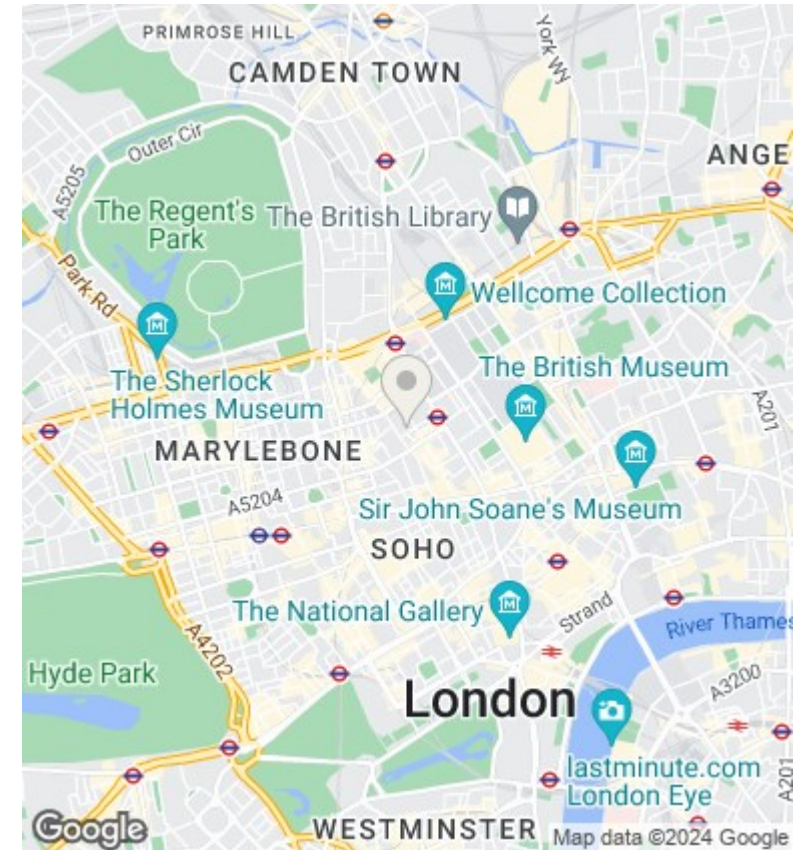 PRIMROSE HILL
York Wy
CAMDEN TOWN
Outer Cir
ANGE
A5205
The Regent's
Park
The British Library
Park Rd
Wellcome Collection
The British Museum
The Sherlock
Holmes Museum
A201
MARYLEBONE
A5204
Sir John Soane's Museum
SOHO
The National Gallery
Strand
River Thames
A4202
Hyde Park
A3200
London
lastminute.com
London Eye
A201
Google
WESTMINSTER
Map data ©2024 Google